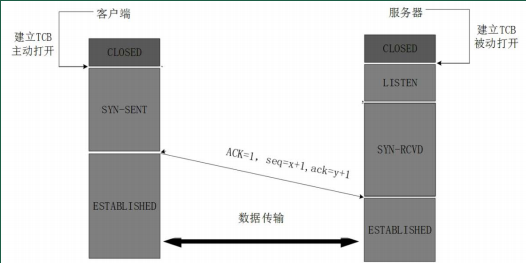 客户端
服务器
建立TCB
主动打开
建立TCB
被动打开
CLOSED
CLOSED
LISTEN
SYN-SENT
SYN-RCVD
ACK=1, seq=x+1,ack=y+1
ESTABLISHED
ESTABLISHED
数据传输